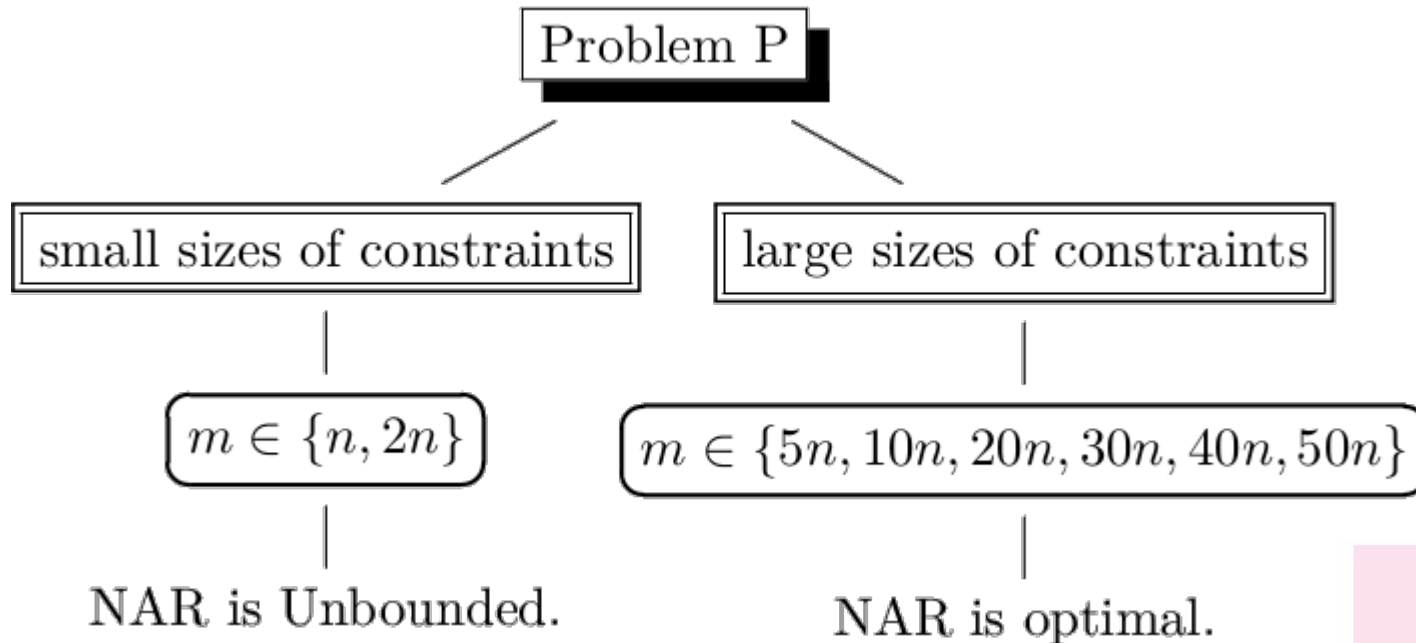 Problem P
small sizes of constraints
large sizes of constraints
m ∈ {n, 2n}
m ∈ {5n, 10n, 20n, 30n, 40n, 50n}
NAR is Unbounded.
NAR is optimal.